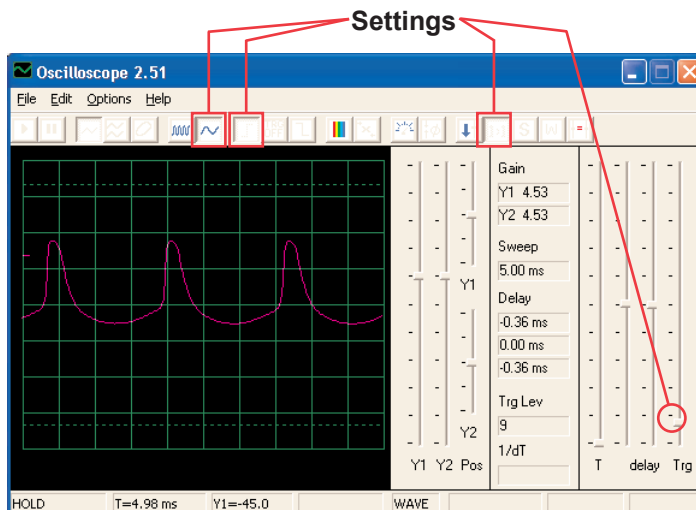 Settings
Oscilloscope 2.51
File Edit Options Help
Gain
Y1 4.53
Y2 4.53
Sweep
5.00 ms
Delay
-0.36 ms
0.00 ms
-0.36 ms
Trg Lev
9
1/dT
Y1
Y2
Y1 Y2 Pos
T delay Trg
HOLD T=4.98 ms Y1=-45.0 WAVE